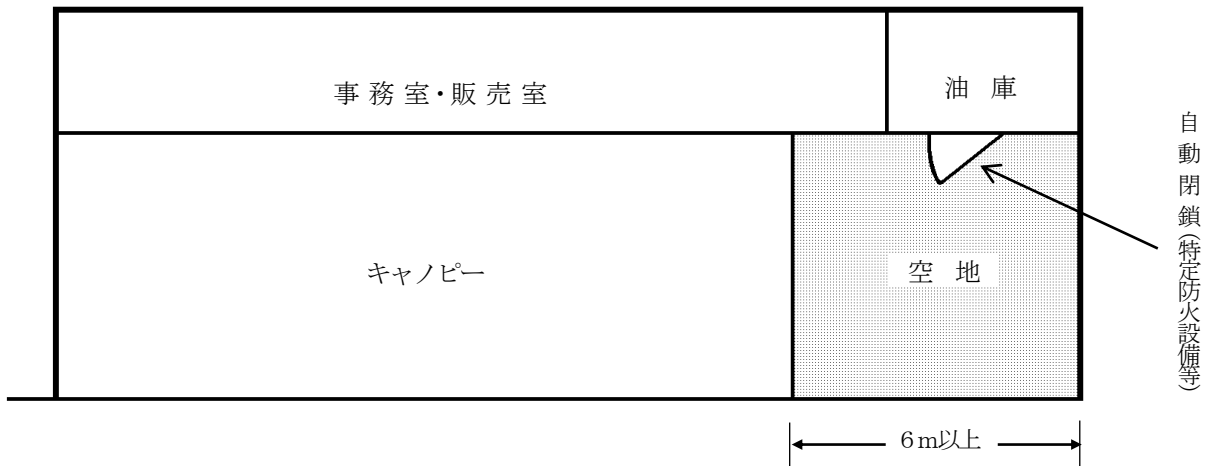 事務室・販売室
油庫
自動閉鎖(特定防火設備等)
キャノピー
空地
6m以上